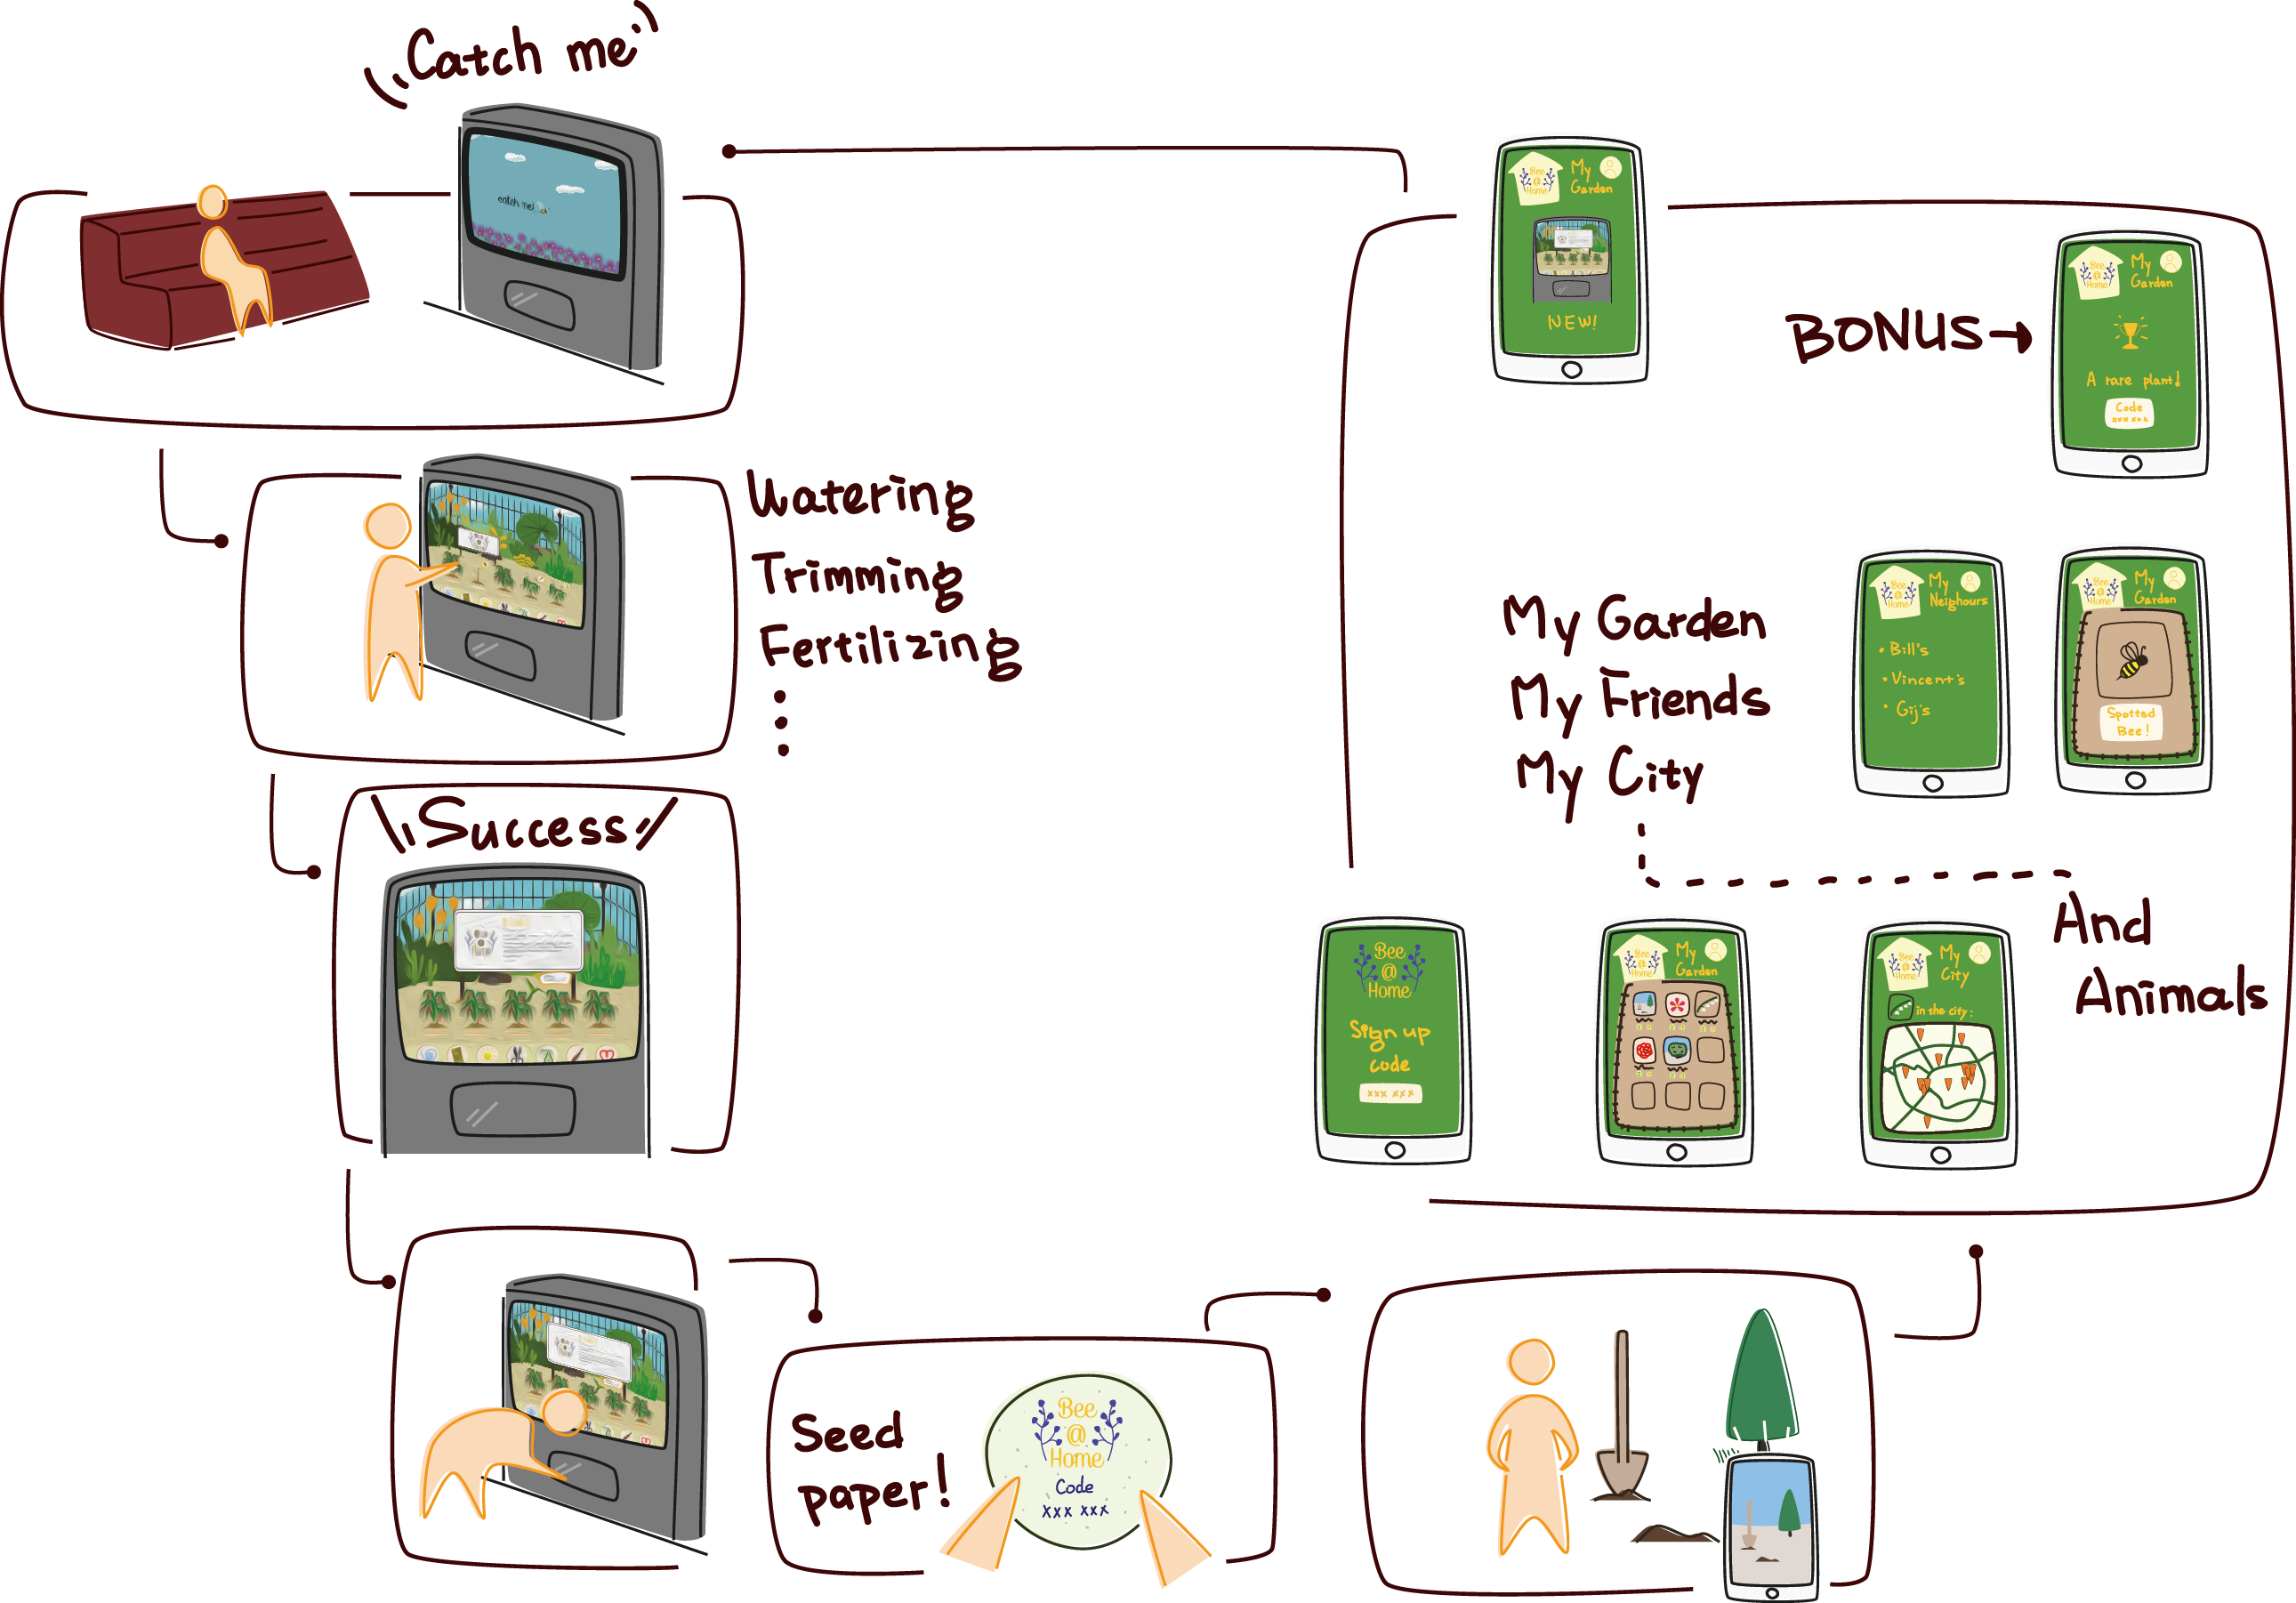 Catch me
catch me!
Watering
Trimming
Fertilizing
Success
Seed
paper!
Bee
@
Home
Code
xxx xxx
Bee
@
Home
My
Garden
NEW!
BONUS
Bee
@
Home
My
Garden
A rare plant!
Code
xxx xxx
My Garden
My Friends
My City
Bee
@
Home
My
Neighours
• Bill's
• Vincent's
• Gij's
Bee
@
Home
My
Garden
Spotted
Bee!
And
Animals
Bee
@
Home
Sign up
code
xxx xxx
Bee
@
Home
My
Garden
Bee
@
Home
My
City
in the city: